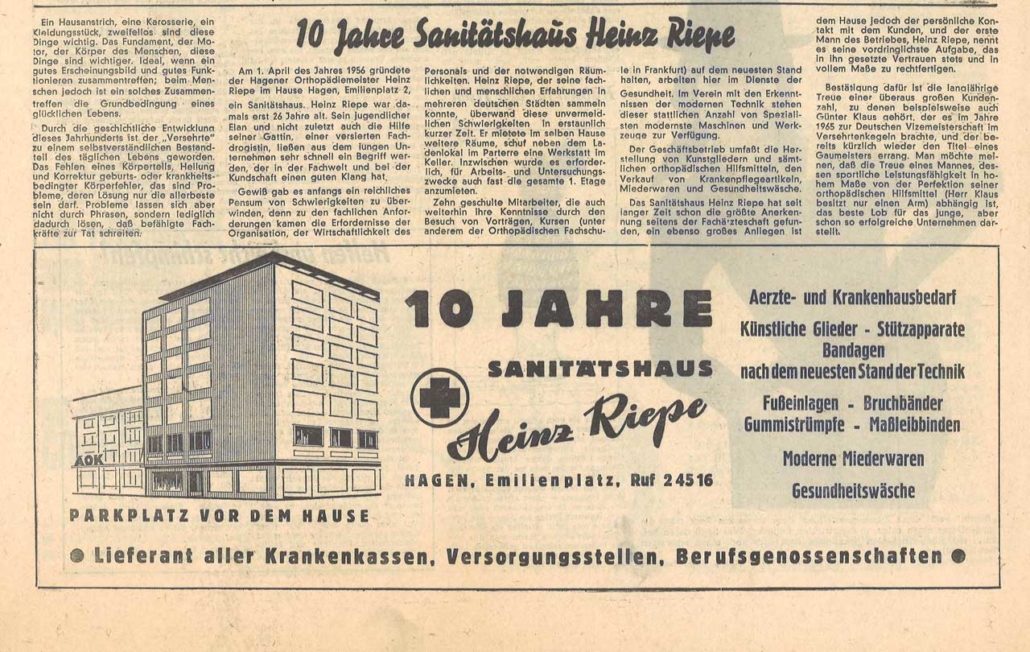 10 Jahre Sanitätshaus Heinz Riepe
Ein Hausanstrich, eine Karosserie, ein
Kleidungsstück, zweifellos sind diese
Dinge wichtig. Das Fundament, der Mo-
tor, der Körper des Menschen, diese
Dinge sind wichtiger. Ideal, wenn ein
gutes Erscheinungsbild und gutes Funk-
tionieren zusammentreffen; beim Men-
schen jedoch ist ein solches Zusammen-
treffen die Grundbedingung eines
glücklichen Lebens.
Durch die geschichtliche Entwicklung
dieses Jahrhunderts ist der „Versehrte"
zu einem selbstverständlichen Bestand-
teil des täglichen Lebens geworden.
Das Fehlen eines Körperteils, Heilung
und Korrektur geburts- oder krankheits-
bedingter Körperfehler, das sind Pro-
bleme, deren Lösung nur die allerbeste
sein darf. Probleme lassen sich aber
nicht durch Phrasen, sondern lediglich
dadurch lösen, daß befähigte Fach-
kräfte zur Tat schreiten.
Am 1. April des Jahres 1956 gründete
der Hagener Orthopädiemeister Heinz
Riepe im Hause Hagen, Emilienplatz 2,
ein Sanitätshaus. Heinz Riepe war da-
mals erst 26 Jahre alt. Sein jugendlicher
Elan und nicht zuletzt auch die Hilfe
seiner Gattin, einer versierten Fach-
drogistin, ließen aus dem jungen Un-
ternehmen sehr schnell ein Begriff wer-
den, der in der Fachwelt und bei der
Kundschaft einen guten Klang hat.
Gewiß gab es anfangs ein reichliches
Pensum von Schwierigkeiten zu über-
winden, denn zu den fachlichen Anfor-
derungen kamen die Erfordernisse der
Organisation, der Wirtschaftlichkeit des
Personals und der notwendigen Räum-
lichkeiten. Heinz Riepe, der seine fach-
lichen und menschlichen Erfahrungen in
mehreren deutschen Städten sammeln
konnte, überwand diese unvermeid-
lichen Schwierigkeiten in erstaunlich
kurzer Zeit. Er mietete im selben Hause
weitere Räume, schuf neben dem La-
denlokal im Parterre eine Werkstatt im
Keller. Inzwischen wurde es erforder-
lich, für Arbeits- und Untersuchungs-
zwecke auch fast die gesamte 1. Etage
anzumieten.
Zehn geschulte Mitarbeiter, die auch
weiterhin ihre Kenntnisse durch den
Besuch von Vorträgen, Kursen (unter
anderem der Orthopädischen Fachschu-
le in Frankfurt) auf dem neuesten Stand
halten, arbeiten hier im Dienste der
Gesundheit. Im Verein mit den Erkennt-
nissen der modernen Technik stehen
dieser stattlichen Anzahl von Speziali-
sten modernste Maschinen und Werk-
zeuge zur Verfügung.
Der Geschäftsbetrieb umfaßt die Her-
stellung von Kunstgliedern und sämt-
lichen orthopädischen Hilfsmitteln, den
Verkauf von Krankenpflegeartikeln,
Miederwaren und Gesundheitswäsche.
Das Sanitätshaus Heinz Riepe hat seit
langer Zeit schon die größte Anerken-
nung seitens der Fachärzteschaft gefun-
den, ein ebenso großes Anliegen ist
dem Hause jedoch der persönliche Kon-
takt mit dem Kunden, und der erste
Mann des Betriebes, Heinz Riepe, nennt
es seine vordringlichste Aufgabe, das
in ihn gesetzte Vertrauen stets und in
vollem Maße zu rechtfertigen.
Bestätigung dafür ist die langjährige
Treue einer überaus großen Kunden-
zahl, zu denen beispielsweise auch
Günter Klaus gehört, der es im Jahre
1965 zur Deutschen Vizemeisterschaft im
Versehrtenkegeln brachte, und der be-
reits kürzlich wieder den Titel eines
Gaumeisters errang. Man möchte mei-
nen, daß die Treue eines Mannes, des-
sen sportliche Leistungsfähigkeit in ho-
hem Maße von der Perfektion seiner
orthopädischen Hilfsmittel (Herr Klaus
besitzt nur einen Arm) abhängig ist,
das beste Lob für das junge, aber
schon so erfolgreiche Unternehmen dar-
stellt.
AOK
PARKPLATZ VOR DEM HAUSE
10 JAHRE
SANITÄTSHAUS
Heinz Riepe
HAGEN, Emilienplatz, Ruf 24516
Aerzte- und Krankenhausbedarf
Künstliche Glieder - Stützapparate
Bandagen
nach dem neuesten Stand der Technik
Fußeinlagen - Bruchbänder
Gummistrümpfe - Maßleibbinden
Moderne Miederwaren
Gesundheitswäsche
● Lieferant aller Krankenkassen, Versorgungsstellen, Berufsgenossenschaften ●